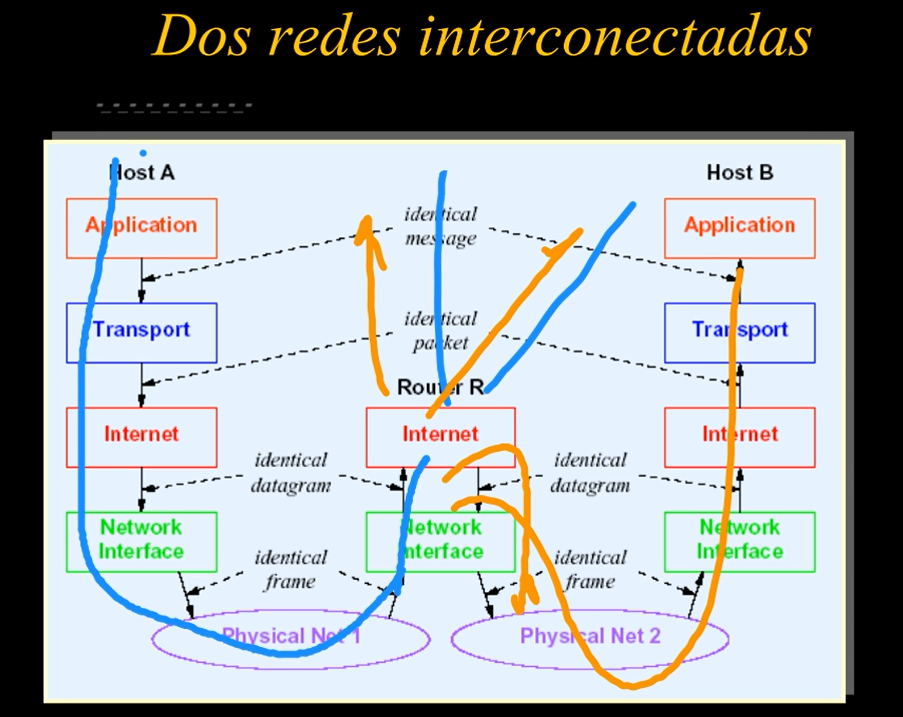 Dos redes interconectadas
Host A
Host B
Application
identical
message
Application
Transport
identical
packet
Transport
Router R
Internet
Internet
Internet
identical
datagram
identical
datagram
Network
Interface
Network
Interface
Network
Interface
identical
frame
identical
frame
Physical Net 1
Physical Net 2